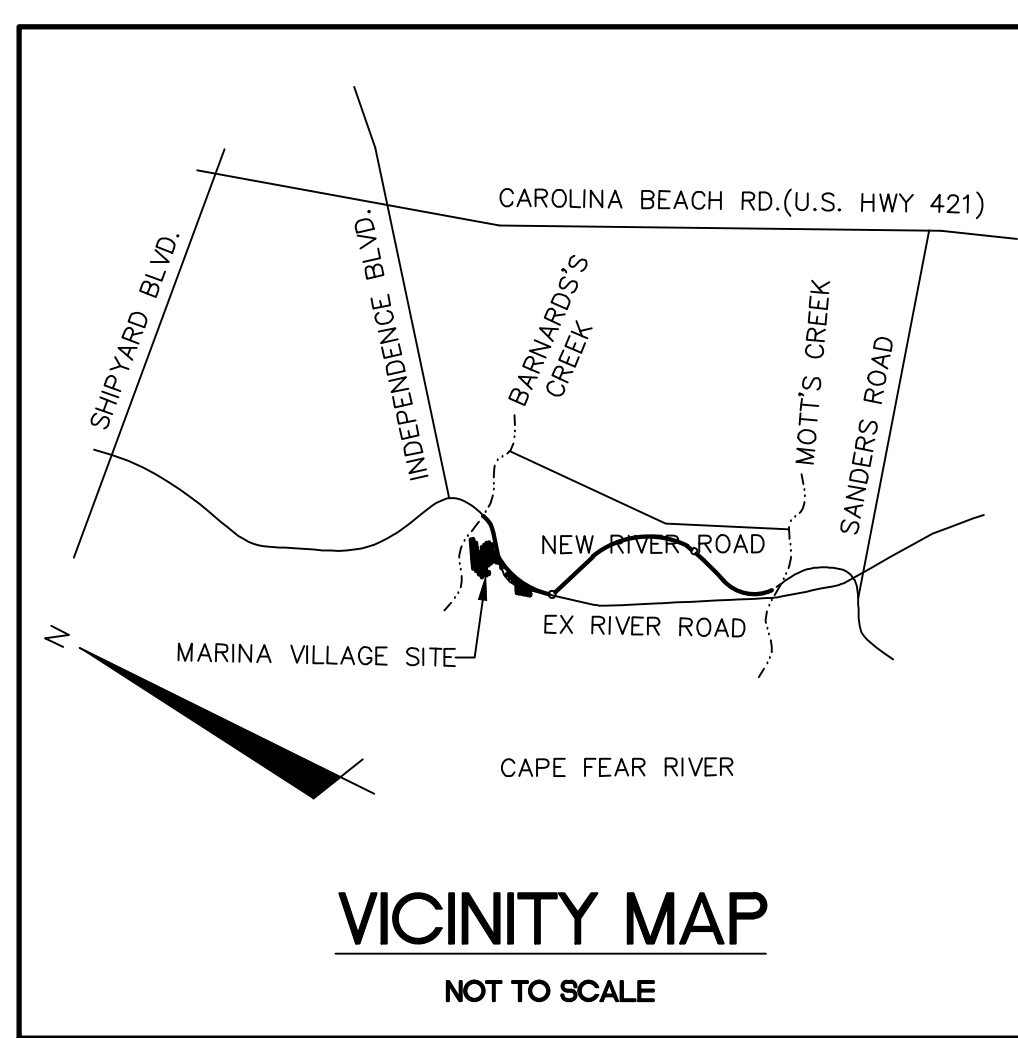 CAROLINA BEACH RD.(U.S. HWY 421)
SHIPYARD BLVD.
INDEPENDENCE BLVD.
BARNARDS'S
CREEK
MOTT'S CREEK
SANDERS ROAD
NEW RIVER ROAD
EX RIVER ROAD
N
MARINA VILLAGE SITE
CAPE FEAR RIVER
VICINITY MAP
NOT TO SCALE